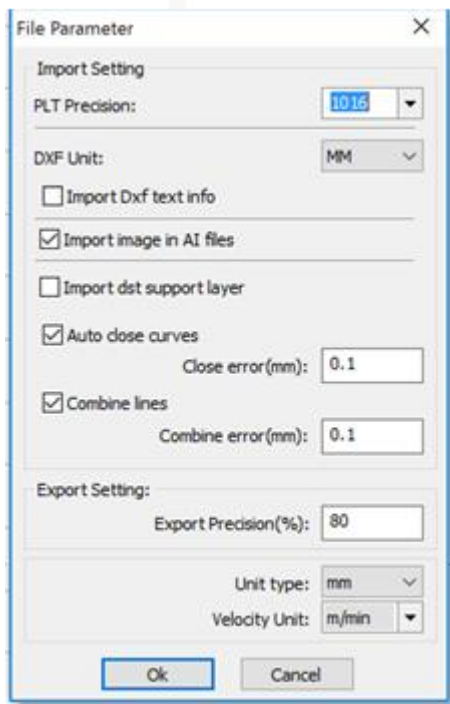 File Parameter
Import Setting
PLT Precision: 1016
DXF Unit: MM
Import Dxf text info
Import image in AI files
Import dst support layer
Auto close curves
Close error(mm): 0.1
Combine lines
Combine error(mm): 0.1
Export Setting:
Export Precision(%): 80
Unit type: mm
Velocity Unit: m/min
Ok Cancel